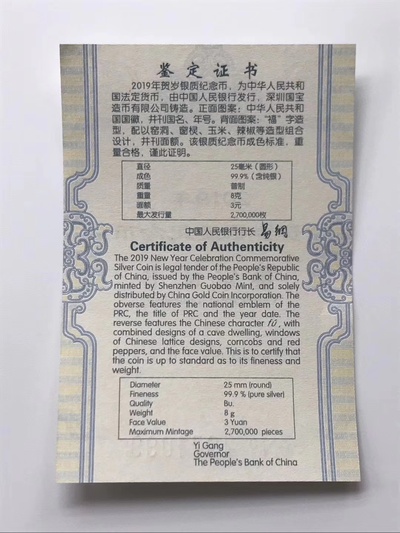 鉴定证书
2019年贺岁银质纪念币，为中华人民共和
国法定货币，由中国人民银行发行，深圳国宝
造币有限公司铸造。正面图案：中华人民共和
国国徽，并刊国名、年号。背面图案："福"字造
型，配以窑洞、窗棂、玉米、辣椒等造型组合
设计，并刊面额。该银质纪念币成色标准，重
量合格，谨此证明。
直径 25毫米（圆形）
成色 99.9%（含纯银）
质量 普制
重量 8克
面额 3元
最大发行量 2,700,000枚
中国人民银行行长 易纲
Certificate of Authenticity
The 2019 New Year Celebration Commemorative
Silver Coin is legal tender of the People's Republic
of China, issued by the People's Bank of China,
minted by Shenzhen Guobao Mint, and solely
distributed by China Gold Coin Incorporation. The
obverse features the national emblem of the
PRC, the title of PRC and the year date. The
reverse features the Chinese character fú, with
combined designs of a cave dwelling, windows
of Chinese lattice designs, corncobs and red
peppers, and the face value. This is to certify that
the coin is up to standard as to its fineness and
weight.
Diameter 25 mm (round)
Fineness 99.9 % (pure silver)
Quality Bu.
Weight 8 g
Face Value 3 Yuan
Maximum Mintage 2,700,000 pieces
Yi Gang
Governor
The People's Bank of China